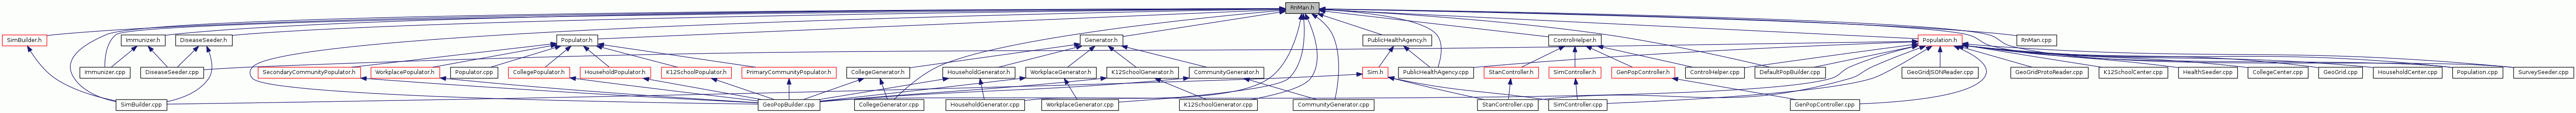 RnMan.h
SimBuilder.h
Immunizer.h
DiseaseSeeder.h
Populator.h
Generator.h
PublicHealthAgency.h
ControlHelper.h
Population.h
RnMan.cpp
Immunizer.cpp
DiseaseSeeder.cpp
SecondaryCommunityPopulator.h
WorkplacePopulator.h
Populator.cpp
CollegePopulator.h
HouseholdPopulator.h
K12SchoolPopulator.h
PrimaryCommunityPopulator.h
CollegeGenerator.h
HouseholdGenerator.h
WorkplaceGenerator.h
K12SchoolGenerator.h
CommunityGenerator.h
Sim.h
PublicHealthAgency.cpp
StanController.h
SimController.h
GenPopController.h
ControlHelper.cpp
DefaultPopBuilder.cpp
GeoGridJSONReader.cpp
GeoGridProtoReader.cpp
K12SchoolCenter.cpp
HealthSeeder.cpp
CollegeCenter.cpp
GeoGrid.cpp
HouseholdCenter.cpp
Population.cpp
SurveySeeder.cpp
SimBuilder.cpp
GeoPopBuilder.cpp
CollegeGenerator.cpp
HouseholdGenerator.cpp
WorkplaceGenerator.cpp
K12SchoolGenerator.cpp
CommunityGenerator.cpp
StanController.cpp
SimController.cpp
GenPopController.cpp